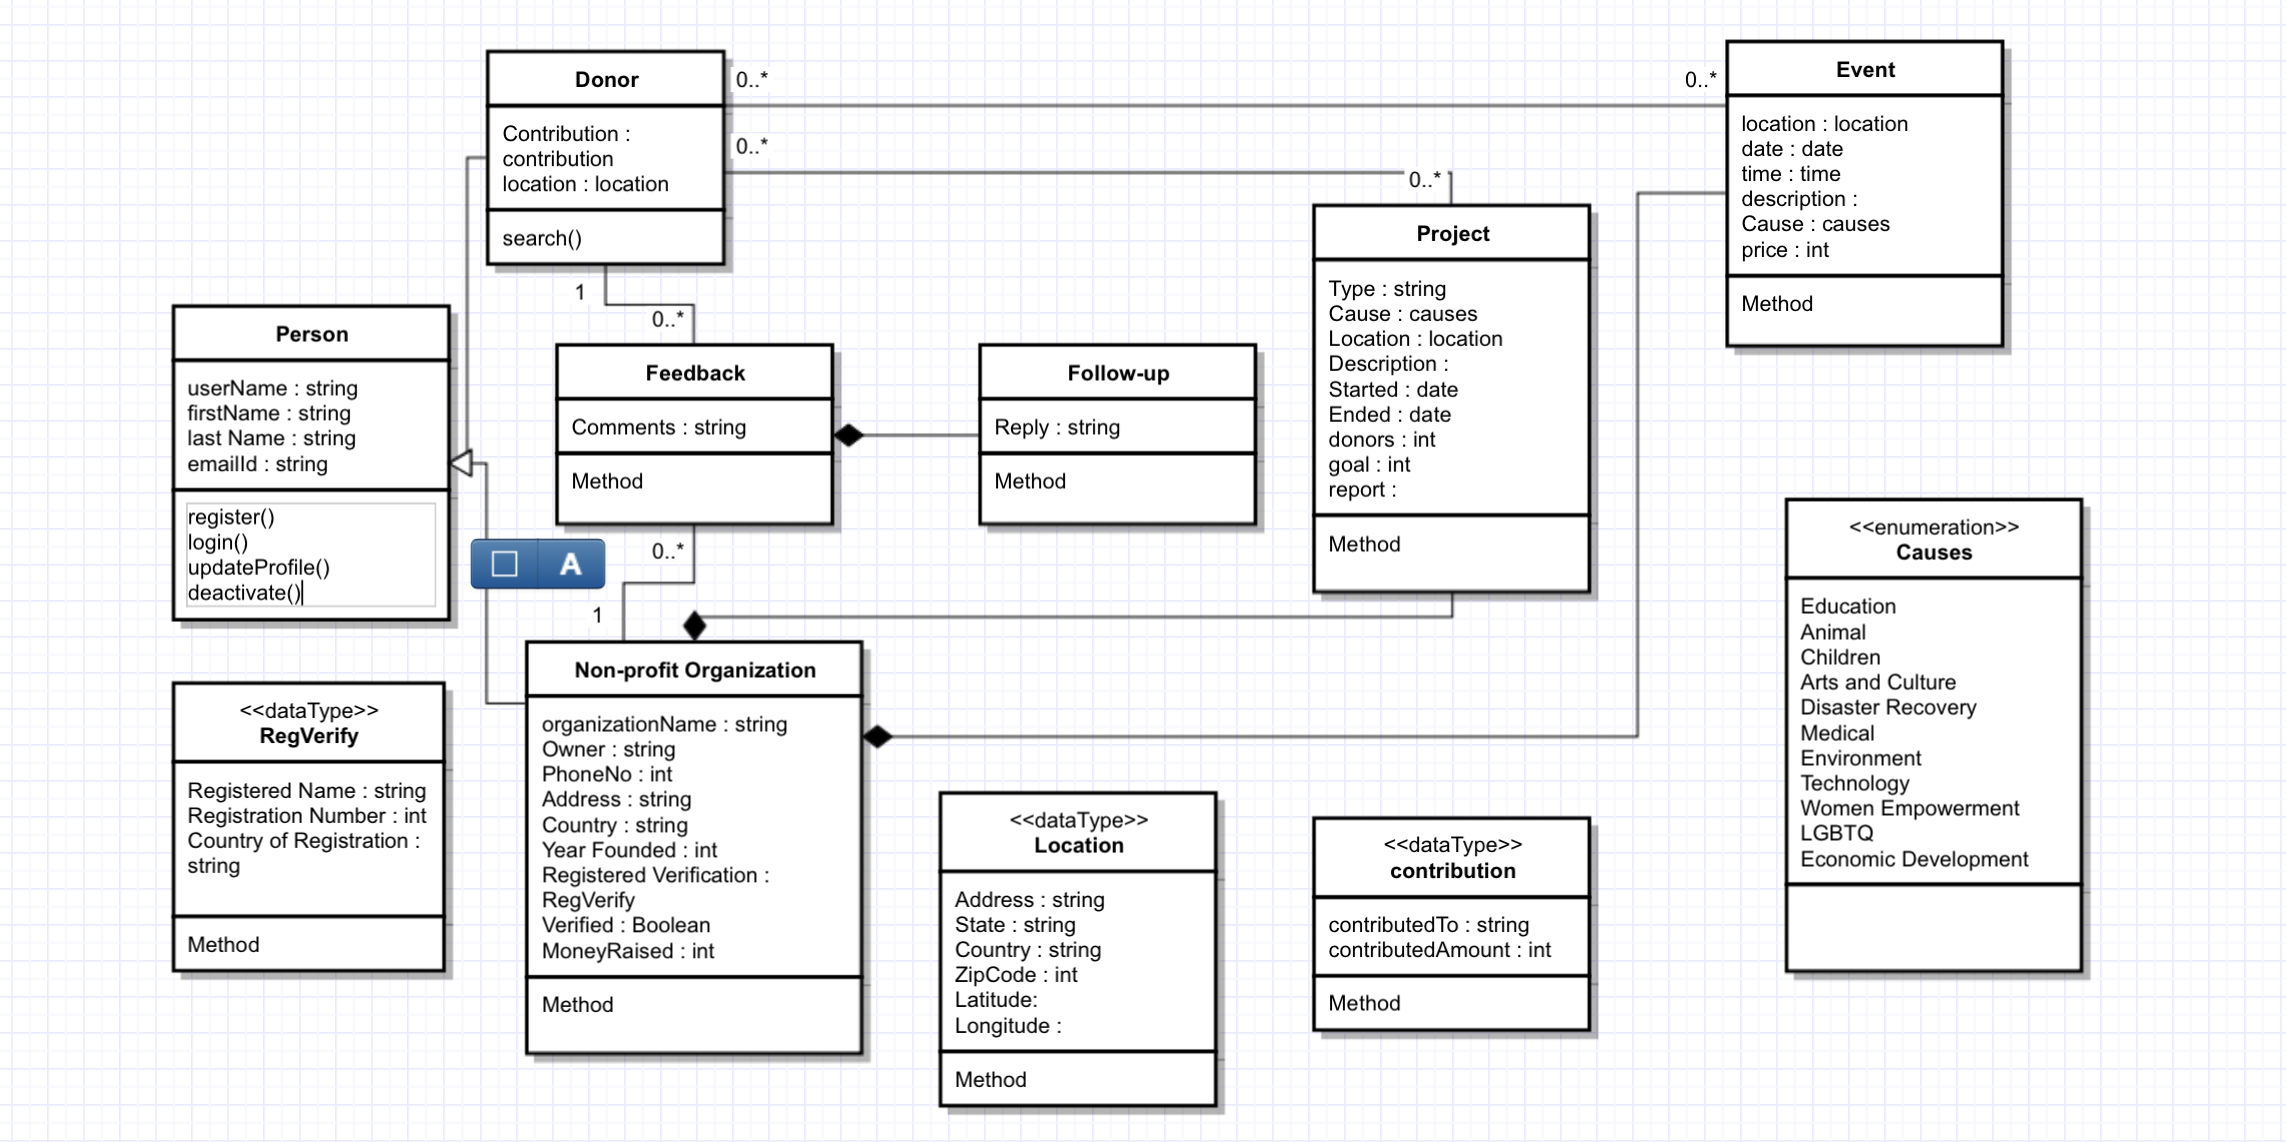 Donor
Contribution :
contribution
location : location
search()
0..*
0..*
0..*
0..*
Event
location : location
date : date
time : time
description :
Cause : causes
price : int
Method
1
0..*
Project
Type : string
Cause : causes
Location : location
Description :
Started : date
Ended : date
donors : int
goal : int
report :
Method
Person
userName : string
firstName : string
last Name : string
emailId : string
register()
login()
updateProfile()
deactivate()
Feedback
Comments : string
Method
Follow-up
Reply : string
Method
A
0..*
1
<<enumeration>>
Causes
Education
Animal
Children
Arts and Culture
Disaster Recovery
Medical
Environment
Technology
Women Empowerment
LGBTQ
Economic Development
<<dataType>>
RegVerify
Registered Name : string
Registration Number : int
Country of Registration :
string
Method
Non-profit Organization
organizationName : string
Owner : string
PhoneNo : int
Address : string
Country : string
Year Founded : int
Registered Verification :
RegVerify
Verified : Boolean
MoneyRaised : int
Method
<<dataType>>
Location
Address : string
State : string
Country : string
ZipCode : int
Latitude:
Longitude :
Method
<<dataType>>
contribution
contributedTo : string
contributedAmount : int
Method